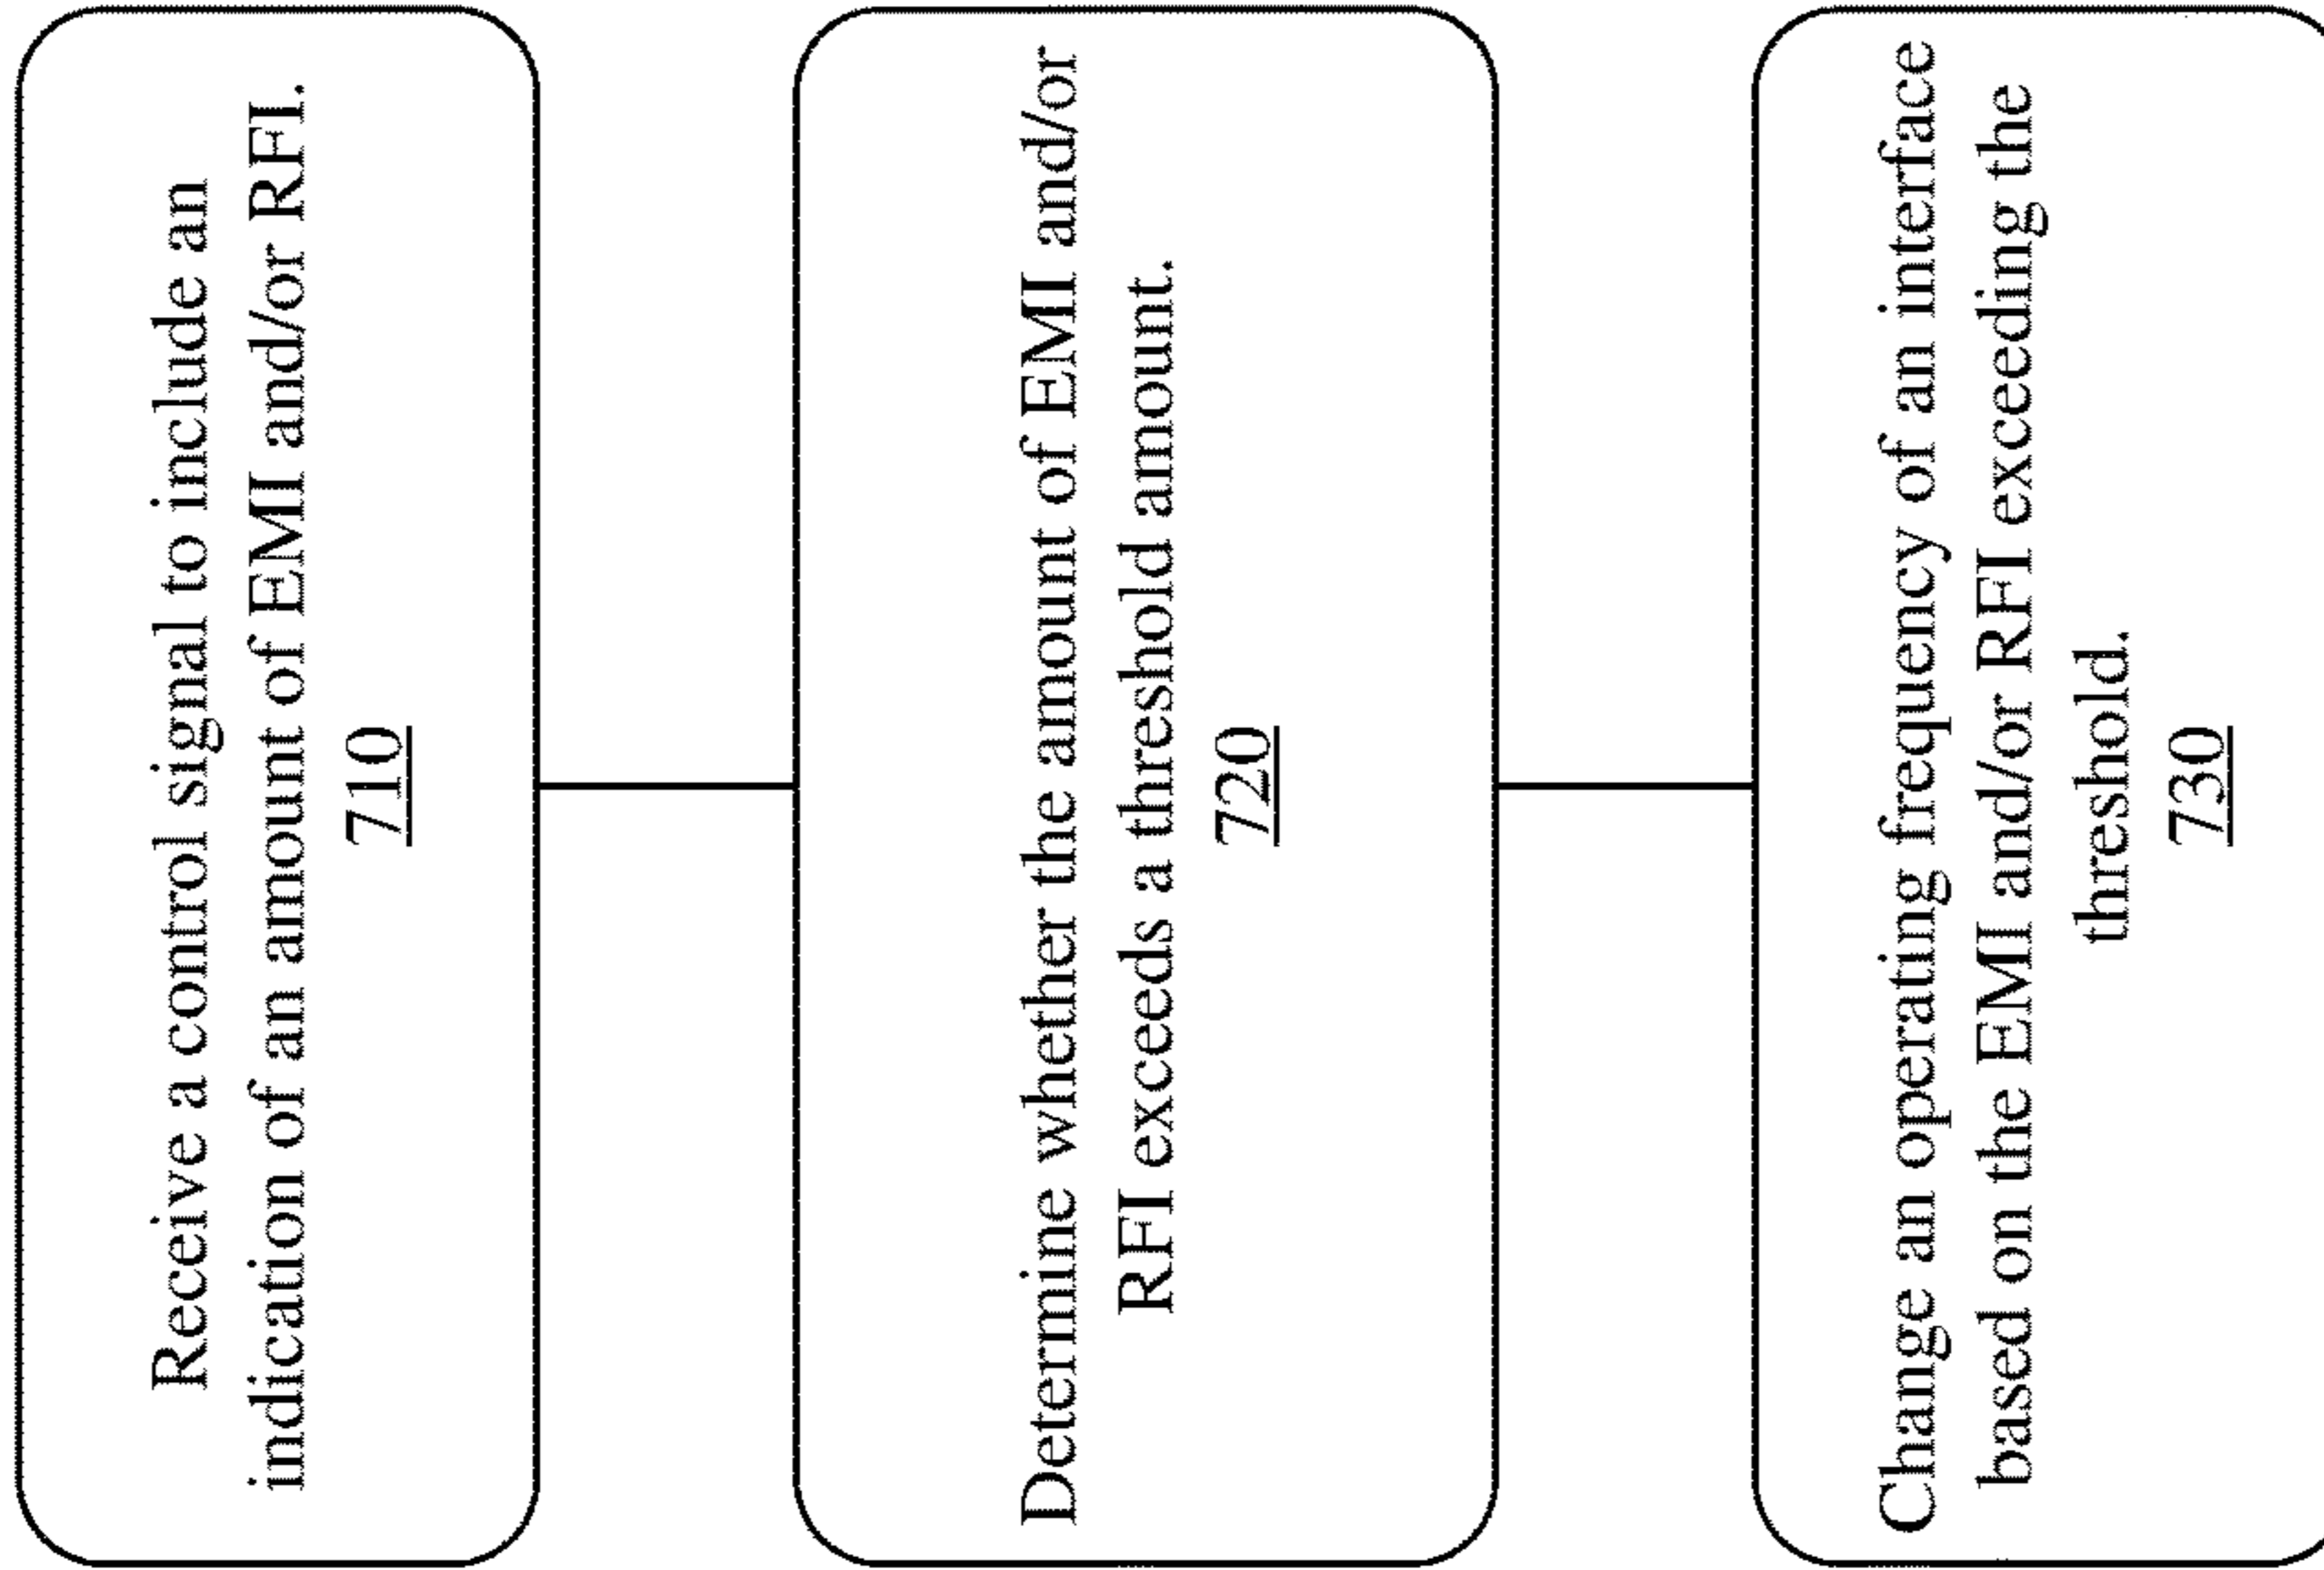 Receive a control signal to include an
indication of an amount of EMI and/or RFI.
710
Determine whether the amount of EMI and/or
RFI exceeds a threshold amount.
720
Change an operating frequency of an interface
based on the EMI and/or RFI exceeding the
threshold.
730